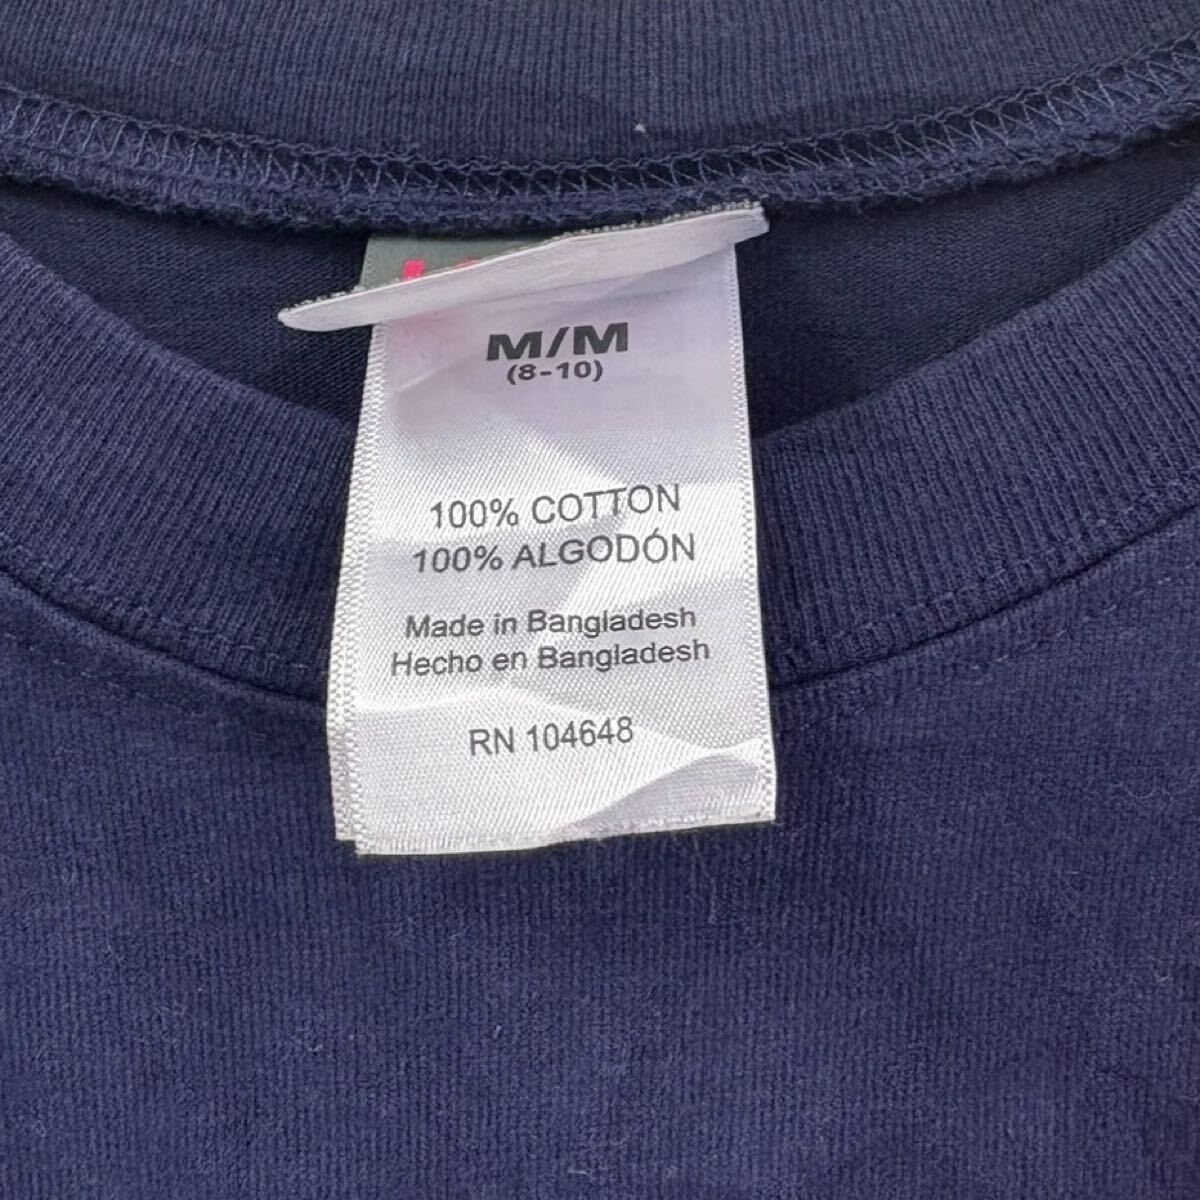 M/M
(8-10)
100% COTTON
100% ALGODÓN
Made in Bangladesh
Hecho en Bangladesh
RN 104648